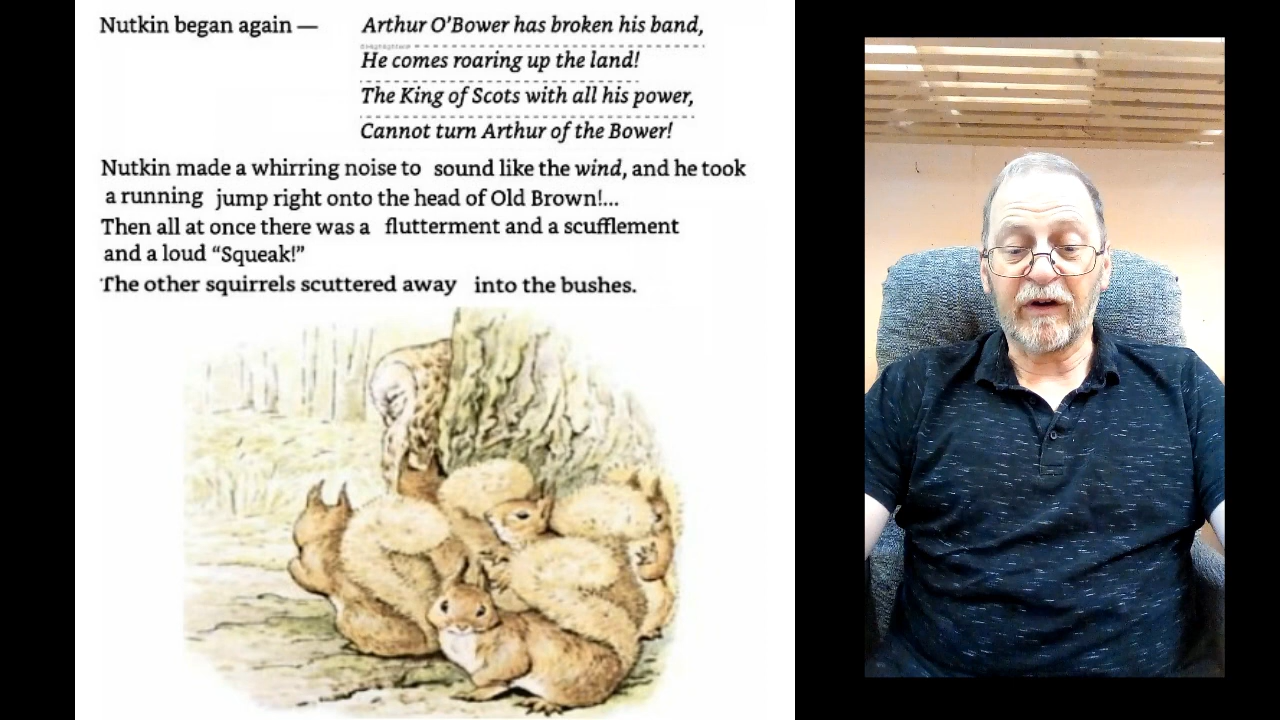 Nutkin began again —
Arthur O'Bower has broken his band,
He comes roaring up the land!
The King of Scots with all his power,
Cannot turn Arthur of the Bower!
Nutkin made a whirring noise to sound like the wind, and he took
a running jump right onto the head of Old Brown!...
Then all at once there was a flutterment and a scufflement
and a loud “Squeak!”
The other squirrels scuttered away into the bushes.